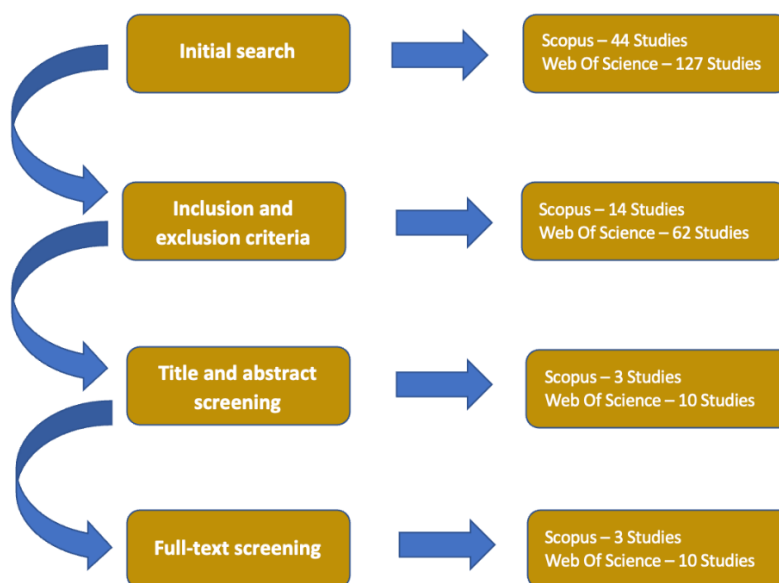 Initial search
Scopus – 44 Studies
Web Of Science – 127 Studies
Inclusion and
exclusion criteria
Scopus – 14 Studies
Web Of Science – 62 Studies
Title and abstract
screening
Scopus – 3 Studies
Web Of Science – 10 Studies
Full-text screening
Scopus – 3 Studies
Web Of Science – 10 Studies